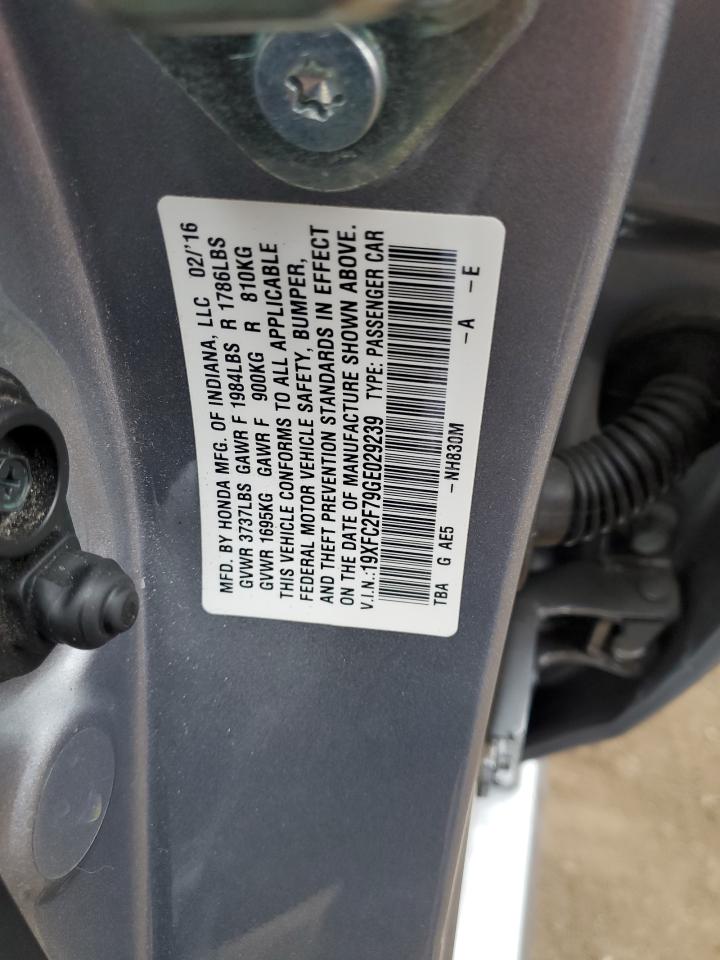 MFD. BY HONDA MFG. OF INDIANA, LLC 02/'16
GVWR 3737LBS GAWR F 1984LBS R 1786LBS
GVWR 1695KG GAWR F 900KG R 810KG
THIS VEHICLE CONFORMS TO ALL APPLICABLE
FEDERAL MOTOR VEHICLE SAFETY, BUMPER,
AND THEFT PREVENTION STANDARDS IN EFFECT
ON THE DATE OF MANUFACTURE SHOWN ABOVE.
V.I.N.:19XFC2F79GE029239 TYPE: PASSENGER CAR
TBA G AE5 -NH830M -A -E